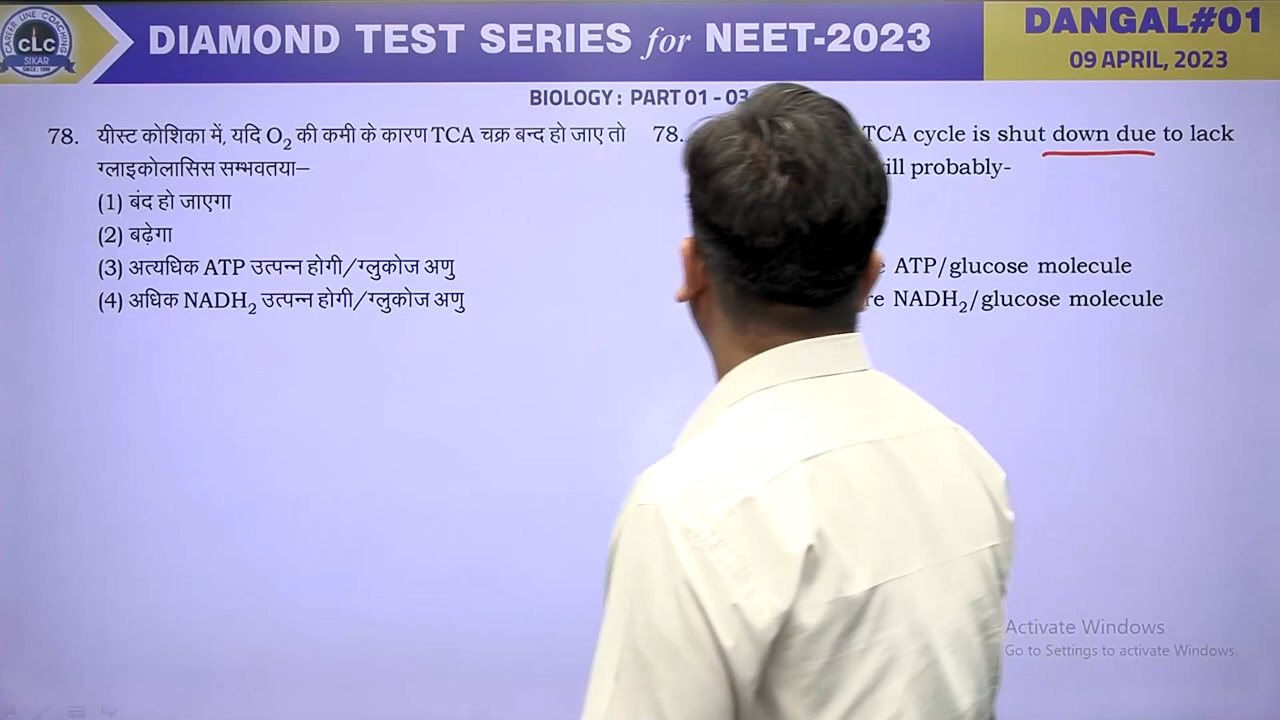 CAREER LINE COACHING
CLC
SIKAR
DIAMOND TEST SERIES for NEET-2023
DANGAL#01
09 APRIL, 2023
BIOLOGY : PART 01 - 03
78. यीस्ट कोशिका में, यदि O₂ की कमी के कारण TCA चक्र बन्द हो जाए तो
ग्लाइकोलासिस सम्भवतया–
(1) बंद हो जाएगा
(2) बढ़ेगा
(3) अत्यधिक ATP उत्पन्न होगी/ग्लुकोज अणु
(4) अधिक NADH₂ उत्पन्न होगी/ग्लुकोज अणु
78. TCA cycle is shut down due to lack
probably-
ATP/glucose molecule
NADH₂/glucose molecule
Activate Windows
Go to Settings to activate Windows.